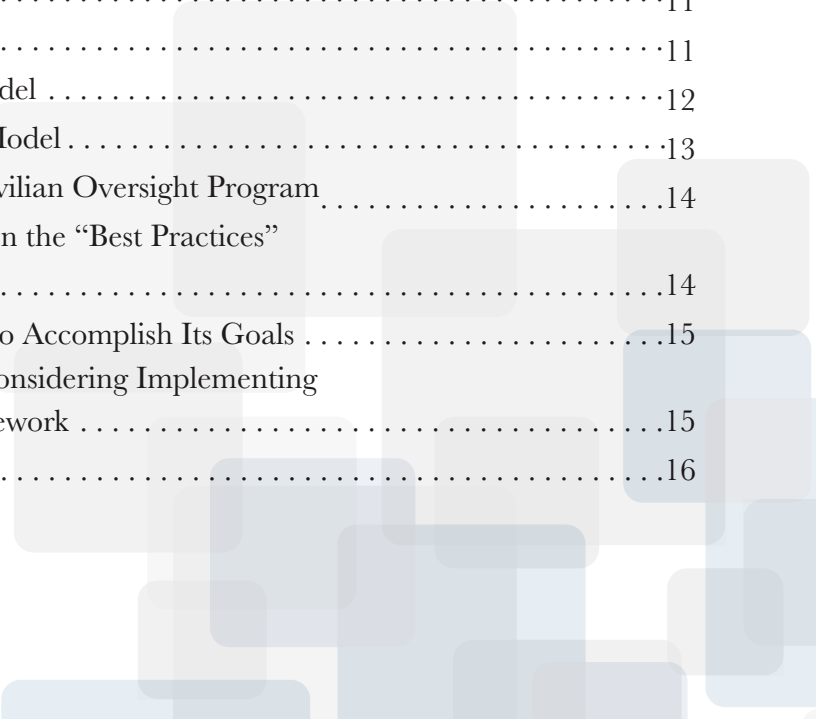 . . . . . . . . . . . . . . . . . . . . . . . . . . . . . . . 11
. . . . . . . . . . . . . . . . . . . . . . . . . . . . . . . 11
del . . . . . . . . . . . . . . . . . . . . . . . . . . . . . 12
Model . . . . . . . . . . . . . . . . . . . . . . . . . . . . 13
vilian Oversight Program . . . . . . . . . . . . . . . . 14
n the “Best Practices”
. . . . . . . . . . . . . . . . . . . . . . . . . . . . . . . 14
o Accomplish Its Goals . . . . . . . . . . . . . . . . . 15
onsidering Implementing
ework . . . . . . . . . . . . . . . . . . . . . . . . . . . 15
. . . . . . . . . . . . . . . . . . . . . . . . . . . . . . . 16